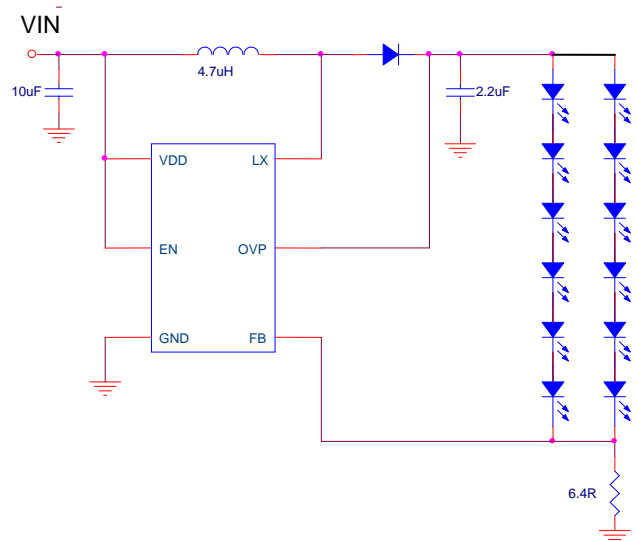 VIN
4.7uH
10uF
2.2uF
VDD
LX
EN
OVP
GND
FB
6.4R